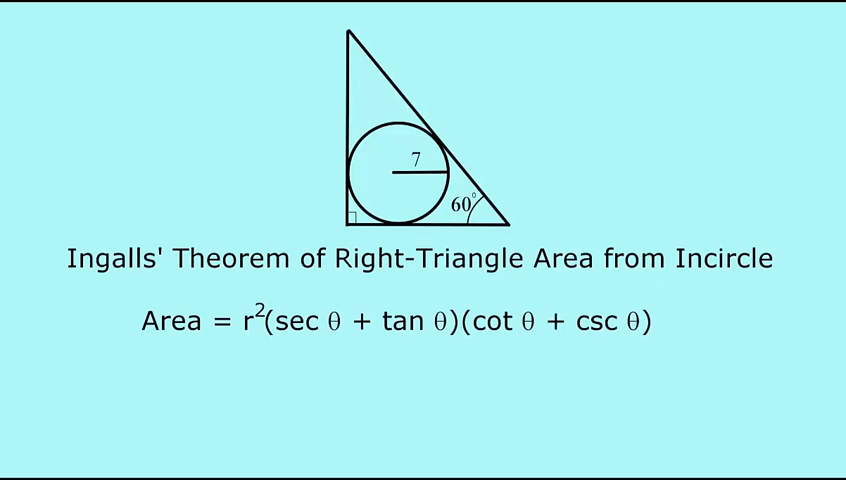 7
60°
Ingalls' Theorem of Right-Triangle Area from Incircle
Area = r²(sec θ + tan θ)(cot θ + csc θ)